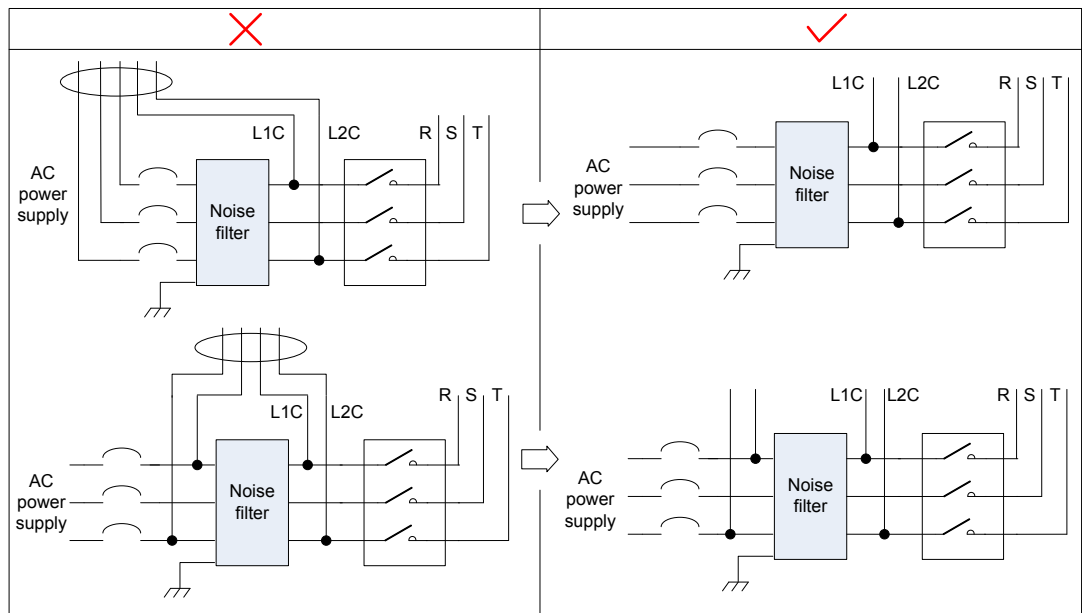 L1C
L2C
R S T
AC
power
supply
Noise
filter
L1C
L2C
R S T
AC
power
supply
Noise
filter
L1C
L2C
R S T
AC
power
supply
Noise
filter
L1C
L2C
R S T
AC
power
supply
Noise
filter